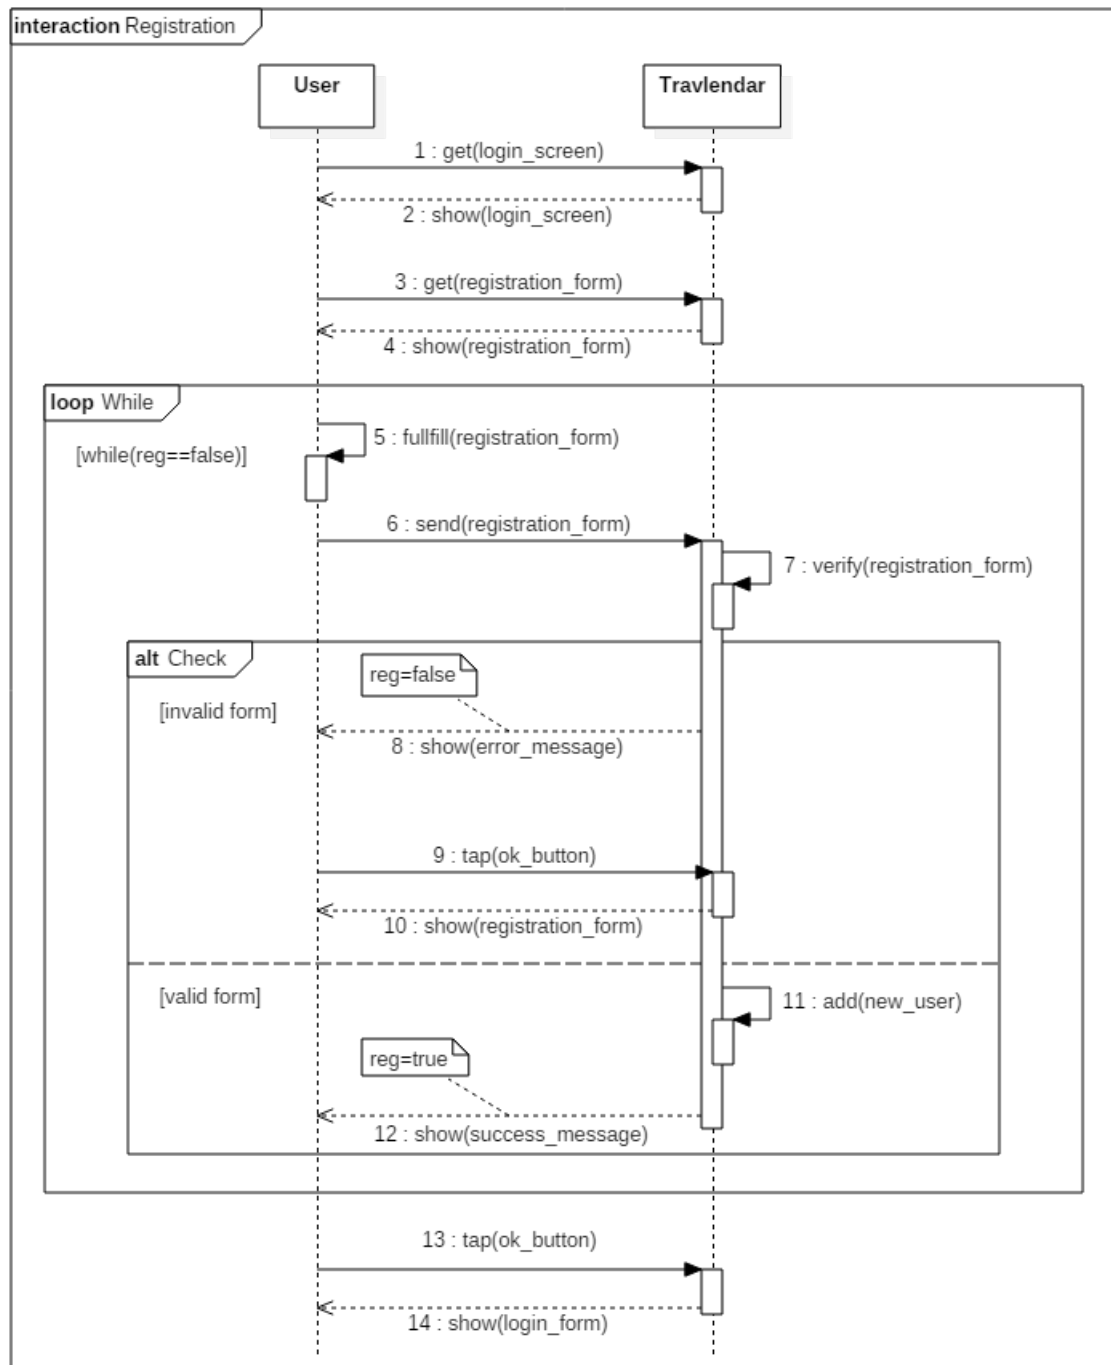 interaction Registration
User
Travlendar
1 : get(login_screen)
2 : show(login_screen)
3 : get(registration_form)
4 : show(registration_form)
loop While
[while(reg==false)]
5 : fullfill(registration_form)
6 : send(registration_form)
7 : verify(registration_form)
alt Check
reg=false
[invalid form]
8 : show(error_message)
9 : tap(ok_button)
10 : show(registration_form)
[valid form]
11 : add(new_user)
reg=true
12 : show(success_message)
13 : tap(ok_button)
14 : show(login_form)